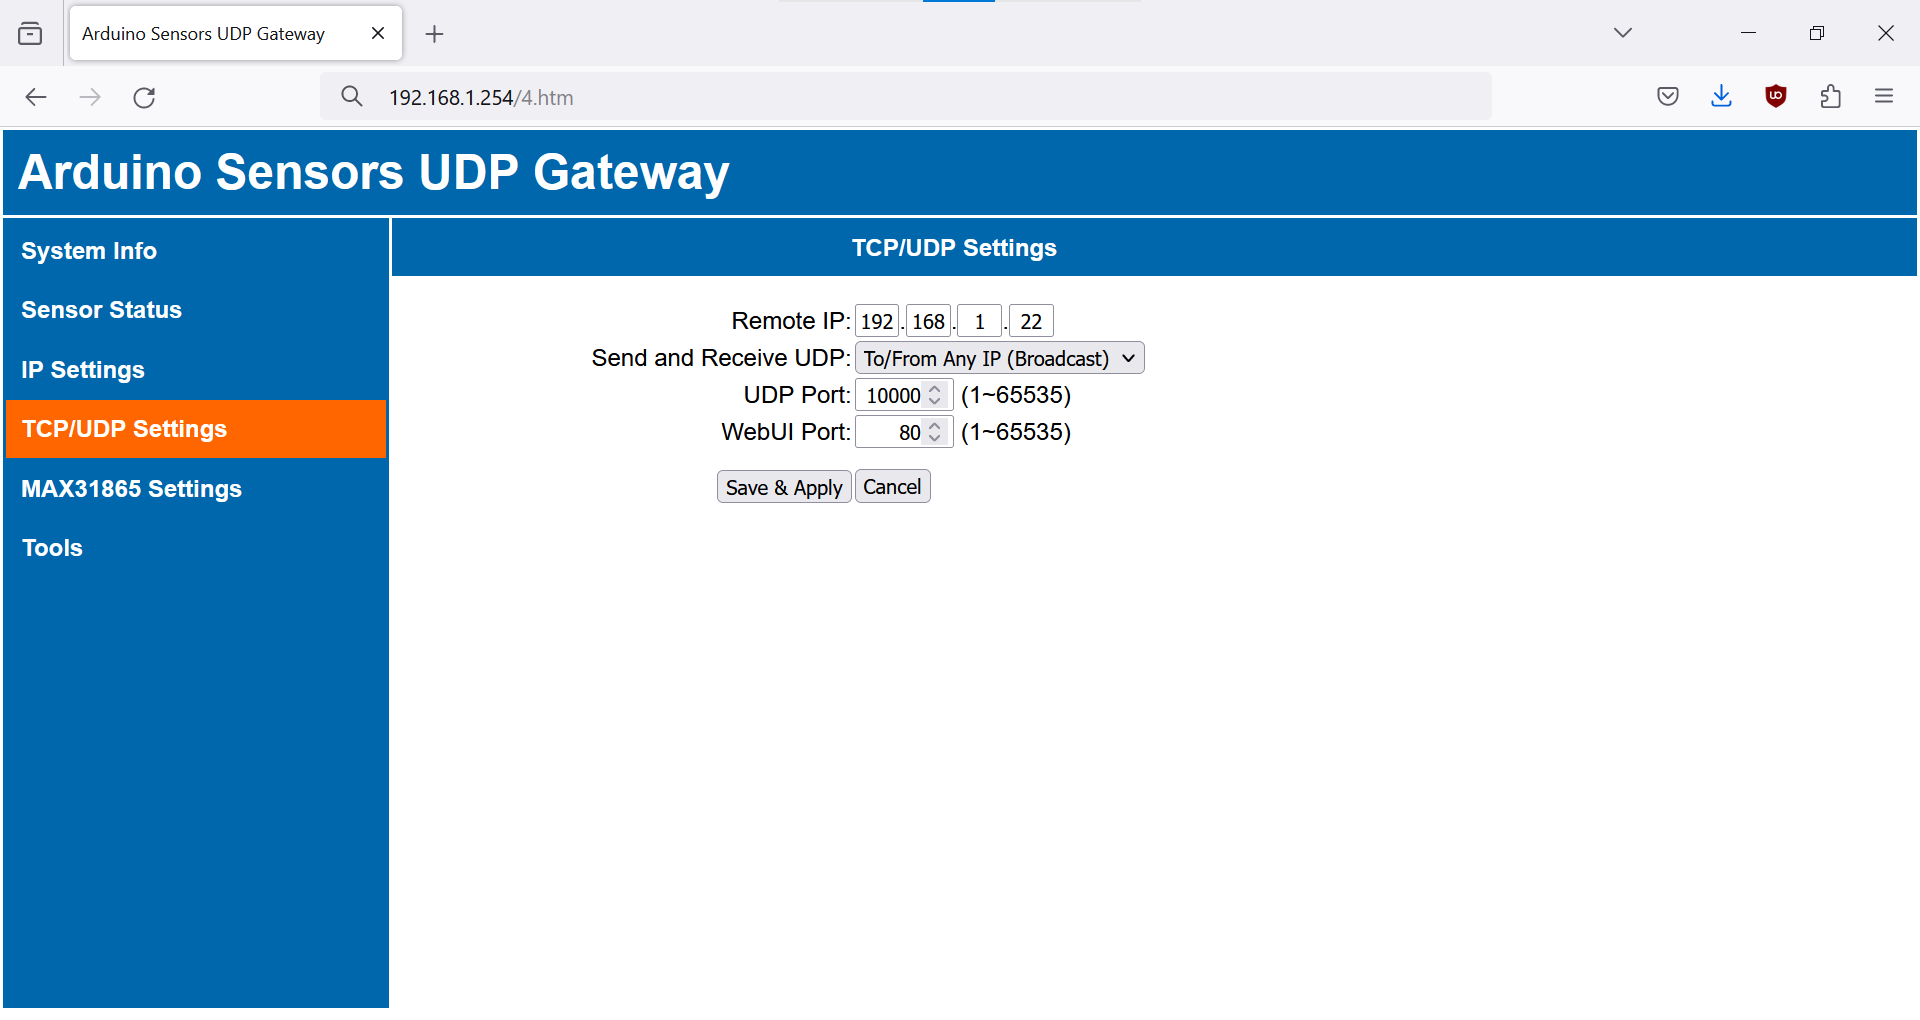 Arduino Sensors UDP Gateway
192.168.1.254/4.htm
Arduino Sensors UDP Gateway
System Info
Sensor Status
IP Settings
TCP/UDP Settings
MAX31865 Settings
Tools
TCP/UDP Settings
Remote IP: 192 . 168 . 1 . 22
Send and Receive UDP: To/From Any IP (Broadcast)
UDP Port: 10000 (1~65535)
WebUI Port: 80 (1~65535)
Save & Apply Cancel